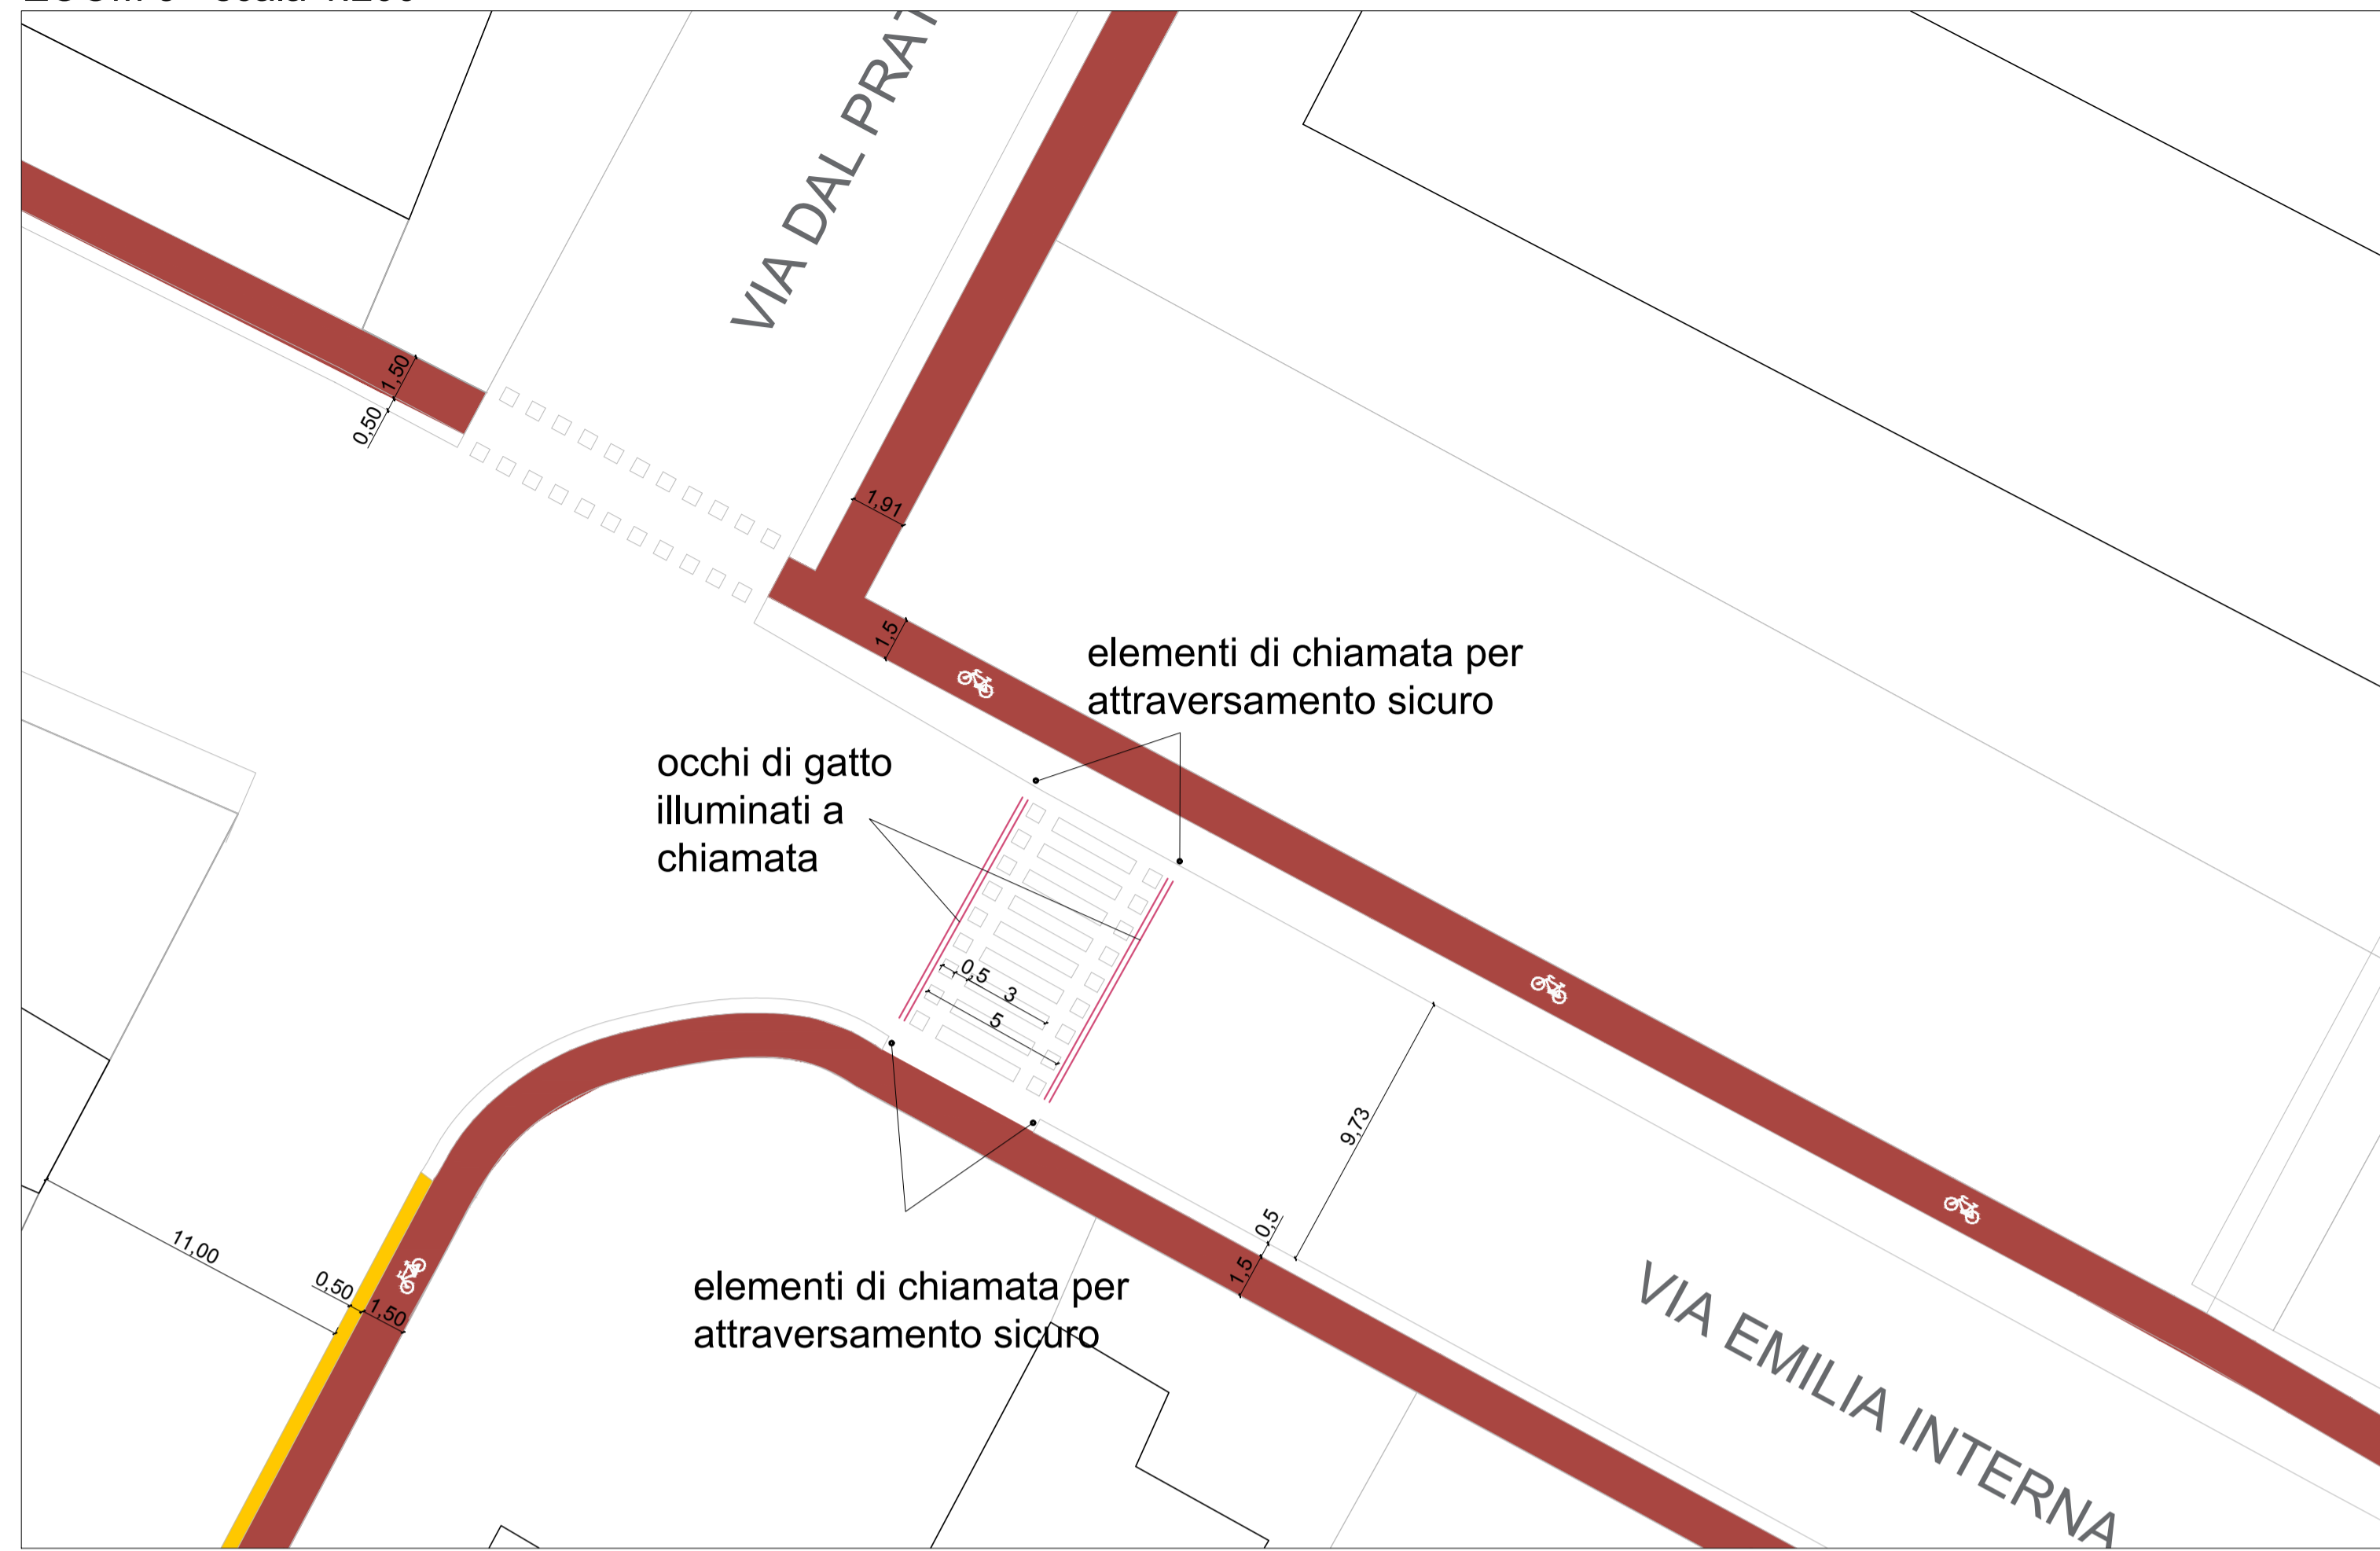 VIA DAL PRAT
1,50
0,50
1,91
1,5
elementi di chiamata per
attraversamento sicuro
occhi di gatto
illuminati a
chiamata
0,5
3
5
9,73
0,5
1,5
11,00
0,50
1,50
elementi di chiamata per
attraversamento sicuro
VIA EMILIA INTERNA